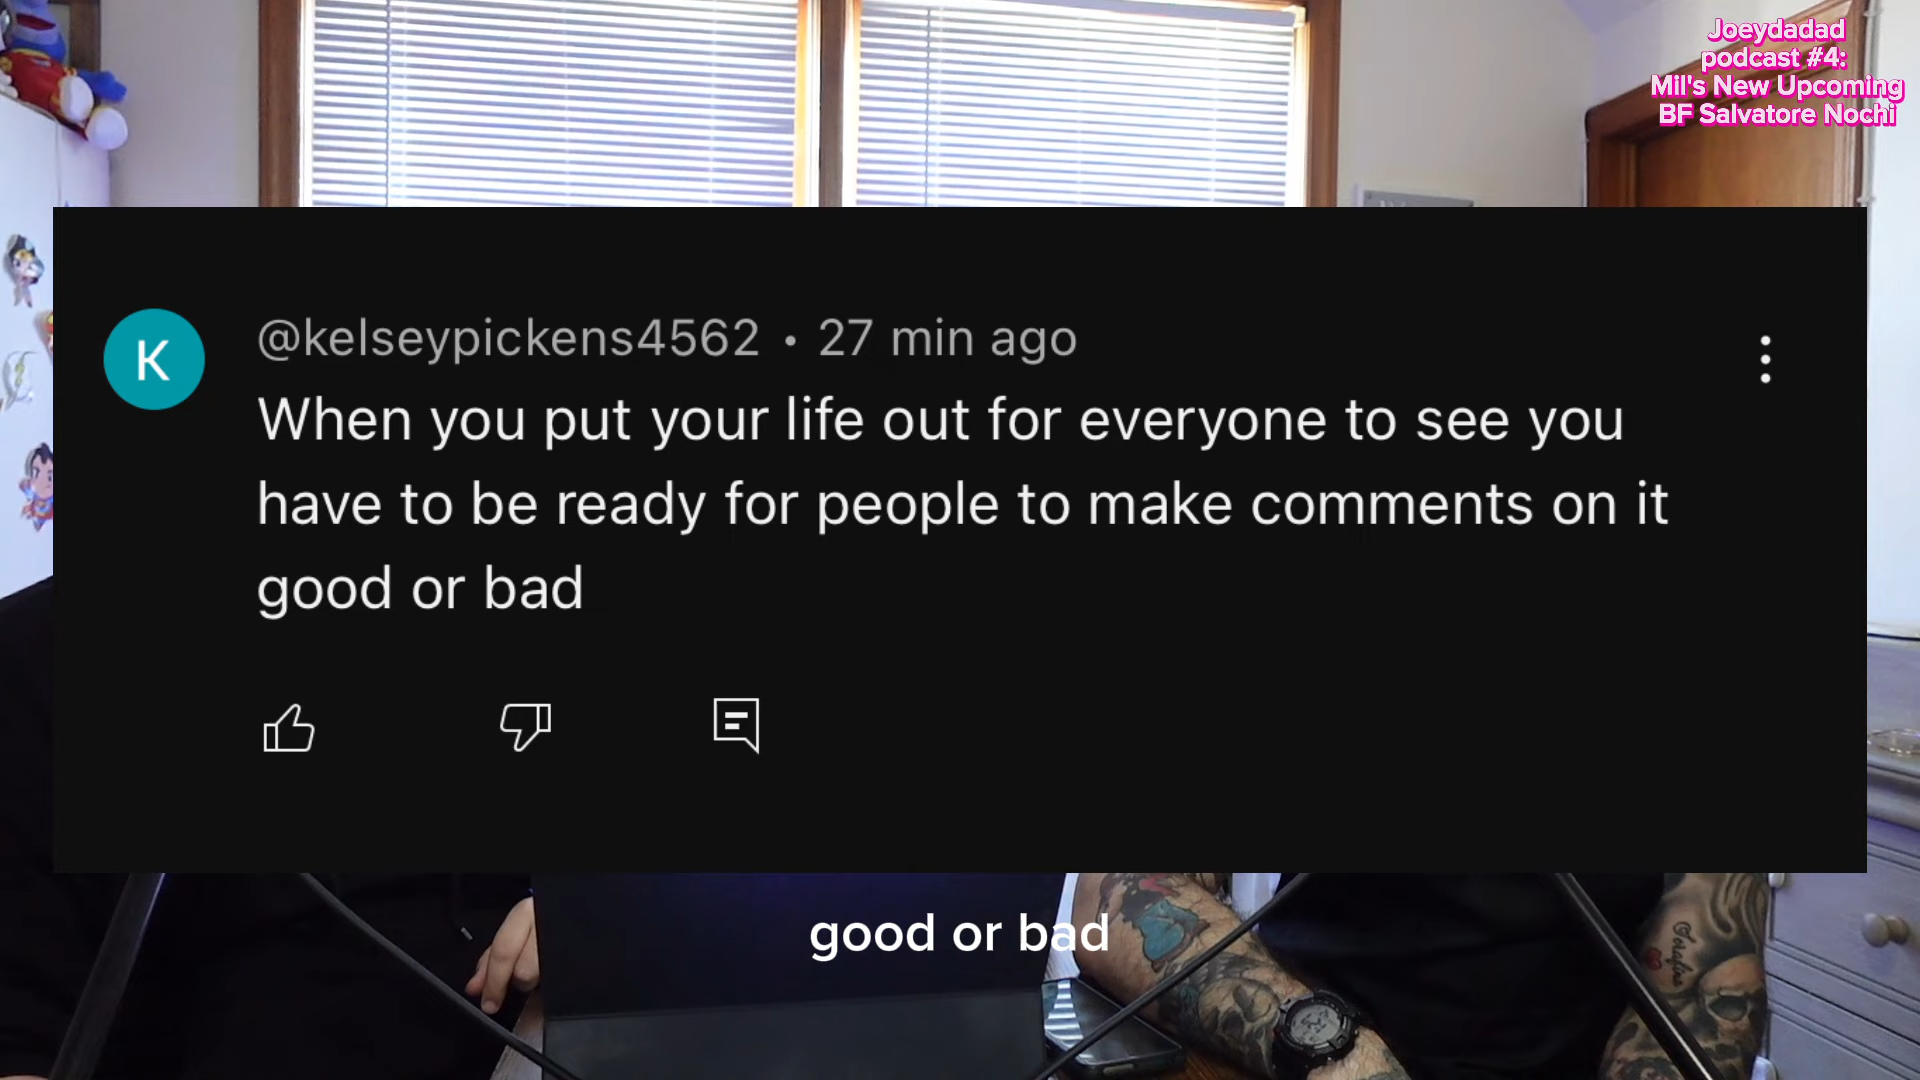 Joeydadad
podcast #4:
Mil's New Upcoming
BF Salvatore Nochi
K
@kelseypickens4562 • 27 min ago
When you put your life out for everyone to see you
have to be ready for people to make comments on it
good or bad
good or bad